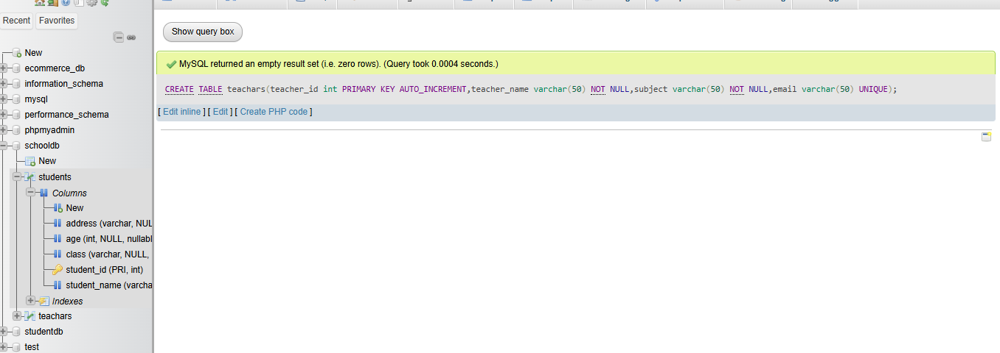 Recent Favorites
New
ecommerce_db
information_schema
mysql
performance_schema
phpmyadmin
schooldb
New
students
Columns
New
address (varchar, NUL
age (int, NULL, nullabl
class (varchar, NULL,
student_id (PRI, int)
student_name (varcha
Indexes
teachars
studentdb
test
Show query box
MySQL returned an empty result set (i.e. zero rows). (Query took 0.0004 seconds.)
CREATE TABLE teachars(teacher_id int PRIMARY KEY AUTO_INCREMENT,teacher_name varchar(50) NOT NULL,subject varchar(50) NOT NULL,email varchar(50) UNIQUE);
[ Edit inline ] [ Edit ] [ Create PHP code ]